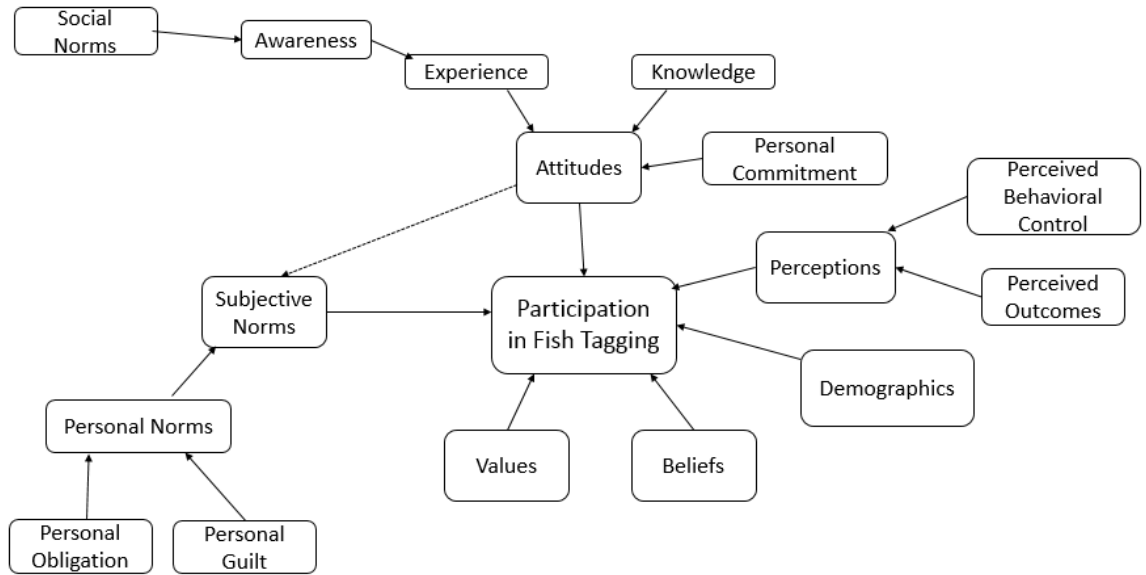 Social
Norms
Awareness
Experience
Knowledge
Attitudes
Personal
Commitment
Perceived
Behavioral
Control
Perceptions
Perceived
Outcomes
Subjective
Norms
Participation
in Fish Tagging
Demographics
Personal Norms
Values
Beliefs
Personal
Obligation
Personal
Guilt